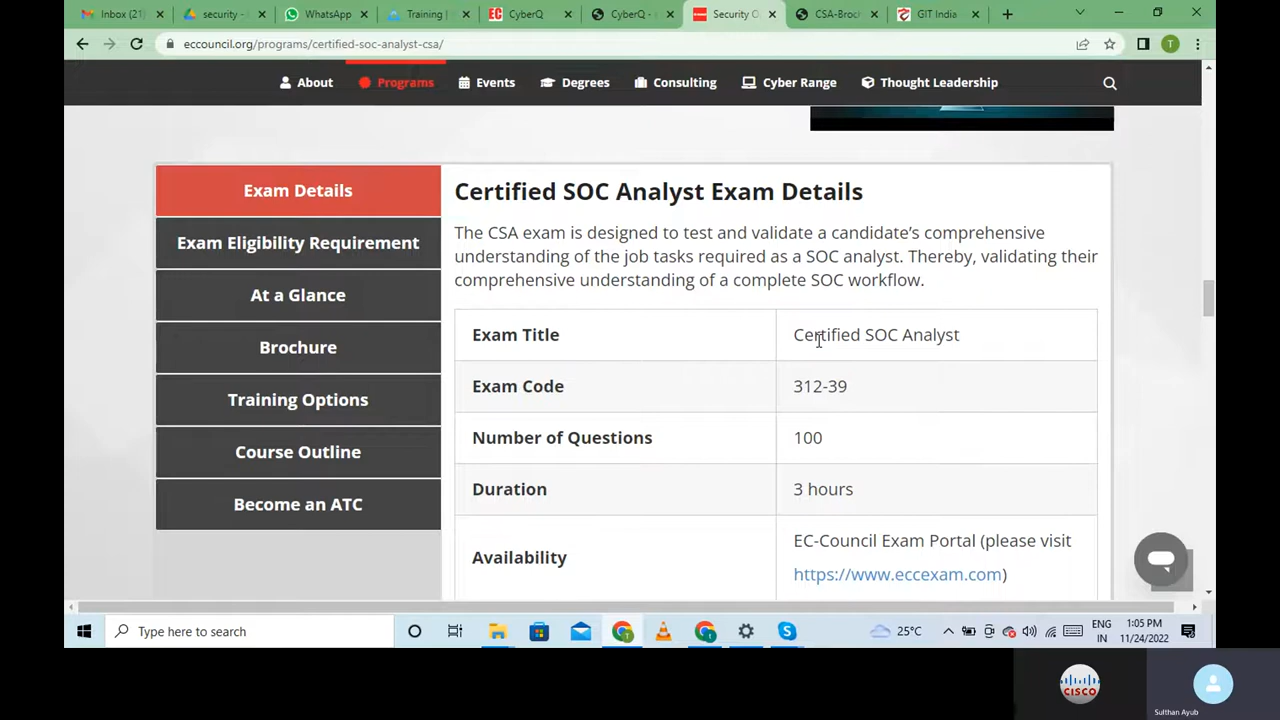 Inbox (21)
security -
WhatsApp
Training |
EC CyberQ
CyberQ -
Security O
CSA-Broch
GIT India
eccouncil.org/programs/certified-soc-analyst-csa/
T
About
Programs
Events
Degrees
Consulting
Cyber Range
Thought Leadership
Exam Details
Exam Eligibility Requirement
At a Glance
Brochure
Training Options
Course Outline
Become an ATC
Certified SOC Analyst Exam Details
The CSA exam is designed to test and validate a candidate’s comprehensive
understanding of the job tasks required as a SOC analyst. Thereby, validating their
comprehensive understanding of a complete SOC workflow.
Exam Title Certified SOC Analyst
Exam Code 312-39
Number of Questions 100
Duration 3 hours
Availability EC-Council Exam Portal (please visit
https://www.eccexam.com)
Type here to search
25°C
ENG
IN
1:05 PM
11/24/2022
CISCO
Sulthan Ayub